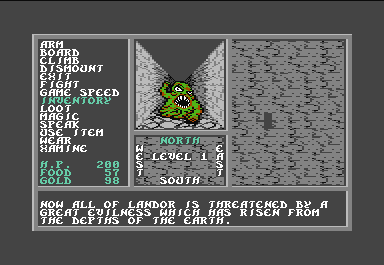 ARM
BOARD
CLIMB
DISMOUNT
EXIT
FIGHT
GAME SPEED
INVENTORY
LOOT
MAGIC
SPEAK
USE ITEM
WEAR
XAMINE
H.P. 200
FOOD 57
GOLD 98
NORTH
W E
E LEVEL 1 A
S S
T T
SOUTH
NOW ALL OF LANDOR IS THREATENED BY A
GREAT EVILNESS WHICH HAS RISEN FROM
THE DEPTHS OF THE EARTH.